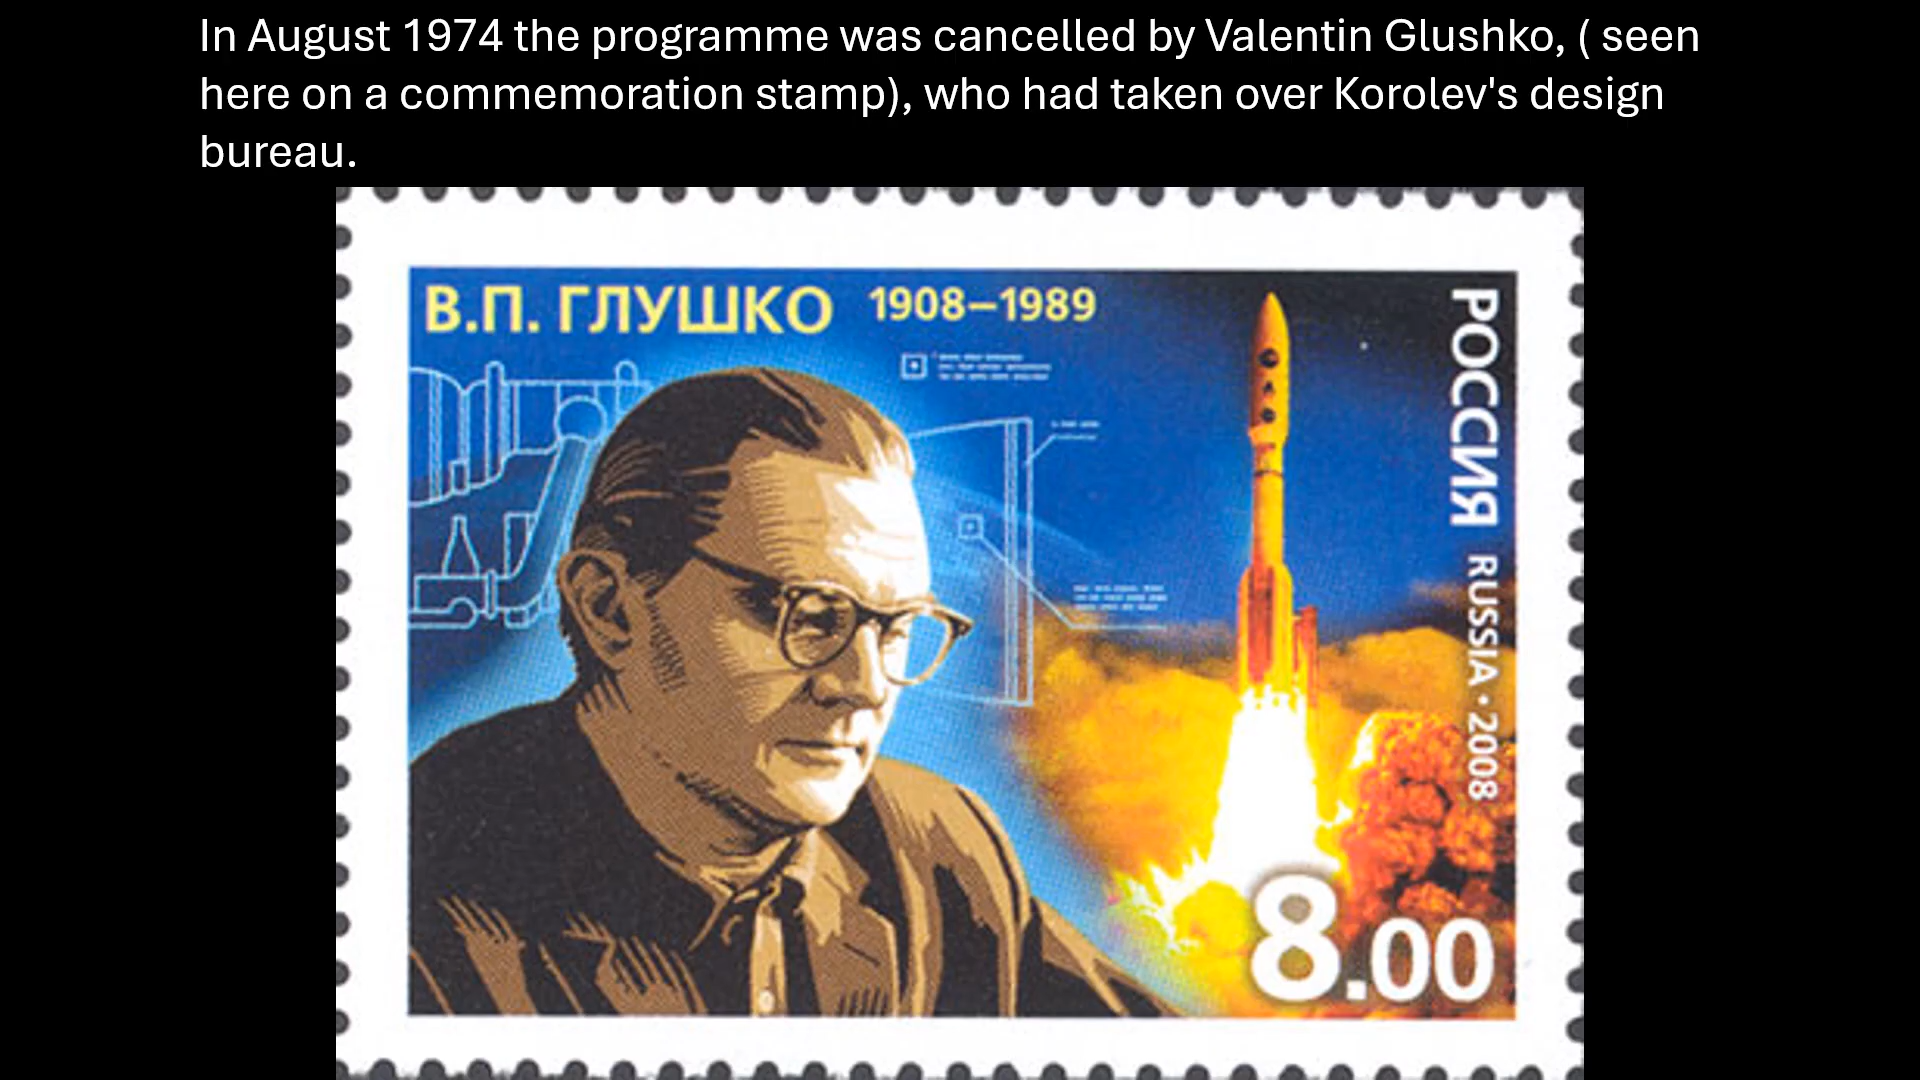 In August 1974 the programme was cancelled by Valentin Glushko, ( seen
here on a commemoration stamp), who had taken over Korolev's design
bureau.
В.П. ГЛУШКО 1908–1989
РОССИЯ RUSSIA • 2008
8.00